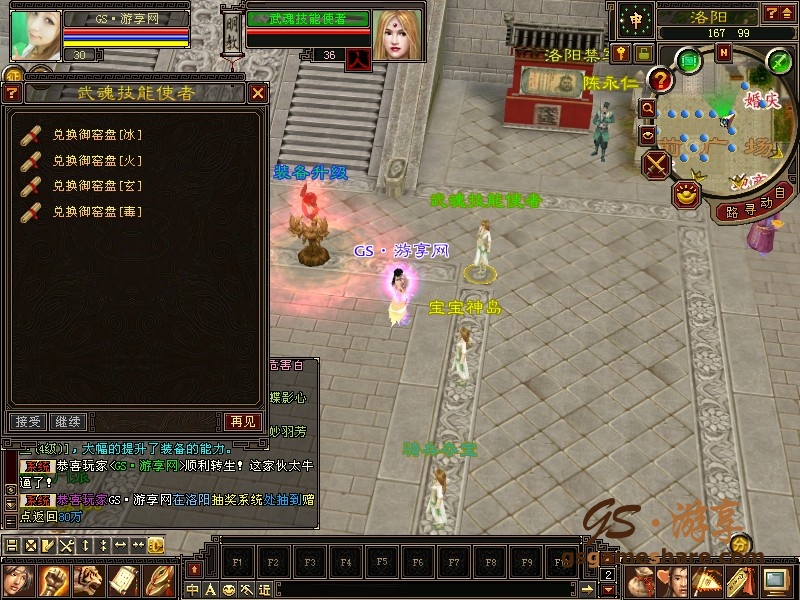 GS·游享网
30
明教
武魂技能使者
36
洛阳
167 99
申
N
武魂技能使者
兑换御窑盘[冰]
兑换御窑盘[火]
兑换御窑盘[玄]
兑换御窑盘[毒]
接受 继续 再见
装备升级
武魂技能使者
GS·游享网
宝宝神岛
陈永仁
婚庆
广场
自动寻路
蝶影心
妙羽芳
(4级)],大幅的提升了装备的能力。
系统 恭喜玩家<GS·游享网>顺利转生！这家伙太牛
逼了！
系统 恭喜玩家GS·游享网在洛阳抽奖系统处抽到赠
点返回80万
F1 F2 F3 F4 F5 F6 F7 F8 F9
2
中 A 近
GS·游享
gsgameshare.com